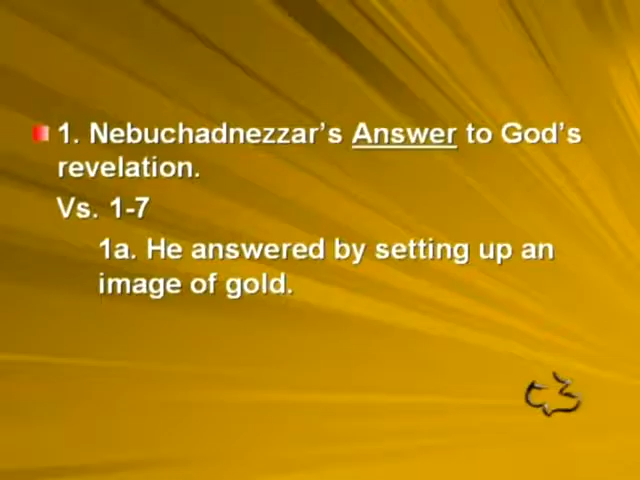 1. Nebuchadnezzar's Answer to God's
revelation.
Vs. 1-7
1a. He answered by setting up an
image of gold.